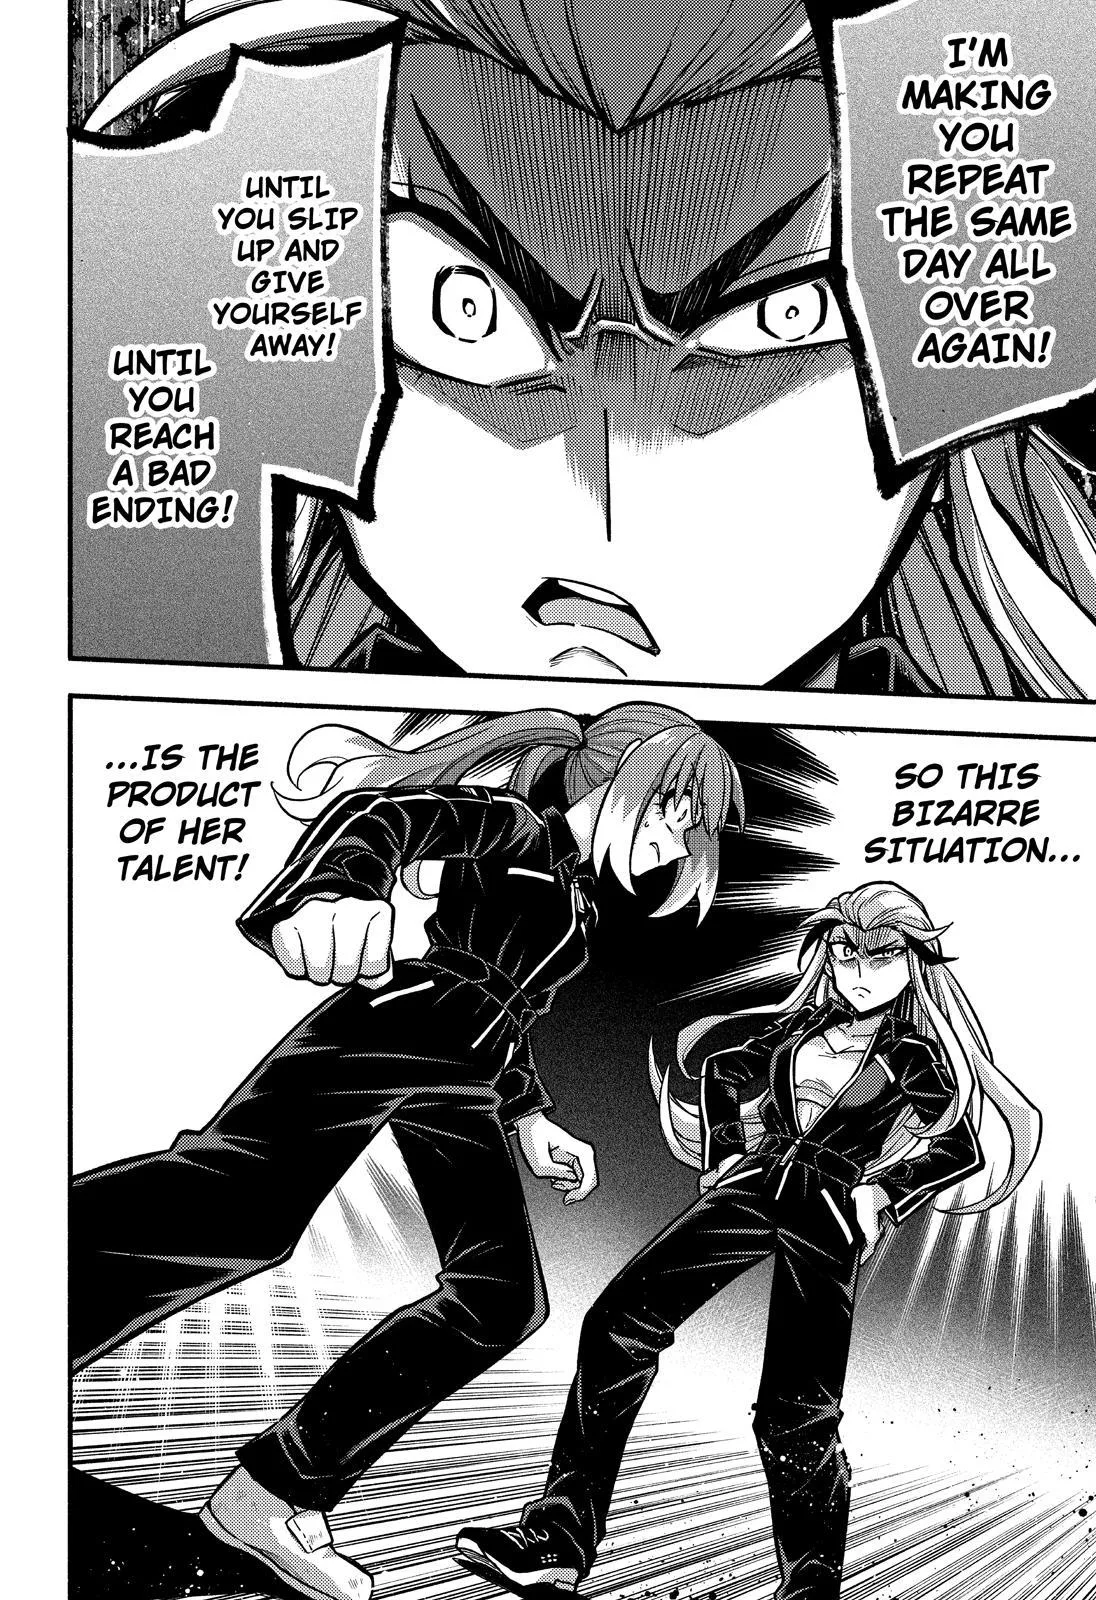 I'M
MAKING
YOU
REPEAT
THE SAME
DAY ALL
OVER
AGAIN!
UNTIL
YOU SLIP
UP AND
GIVE
YOURSELF
AWAY!
UNTIL
YOU
REACH
A BAD
ENDING!
SO THIS
BIZARRE
SITUATION...
...IS THE
PRODUCT
OF HER
TALENT!